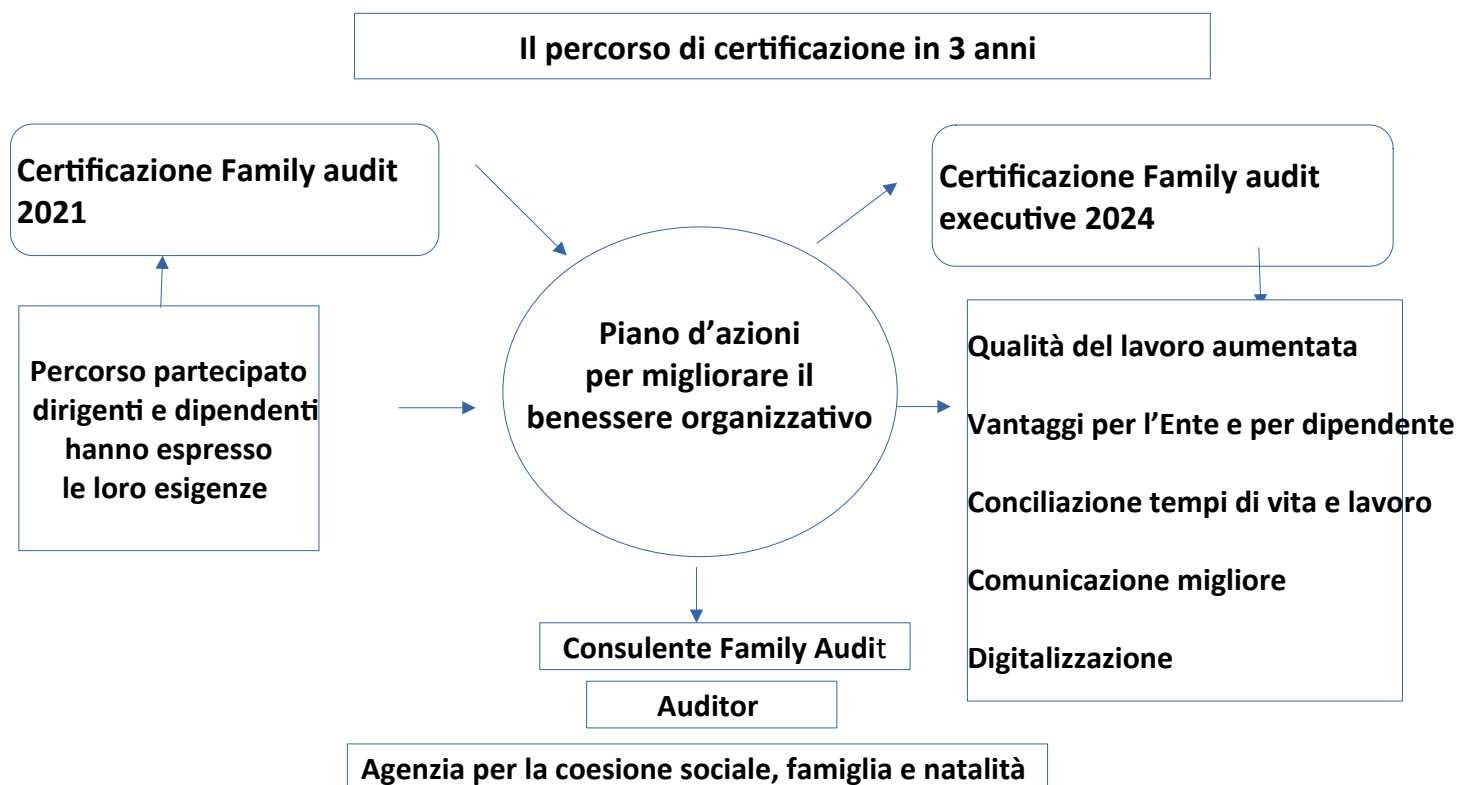 Il percorso di certificazione in 3 anni
Certificazione Family audit
2021
Certificazione Family audit
executive 2024
Percorso partecipato
dirigenti e dipendenti
hanno espresso
le loro esigenze
Piano d’azioni
per migliorare il
benessere organizzativo
Qualità del lavoro aumentata
Vantaggi per l’Ente e per dipendente
Conciliazione tempi di vita e lavoro
Comunicazione migliore
Digitalizzazione
Consulente Family Audit
Auditor
Agenzia per la coesione sociale, famiglia e natalità